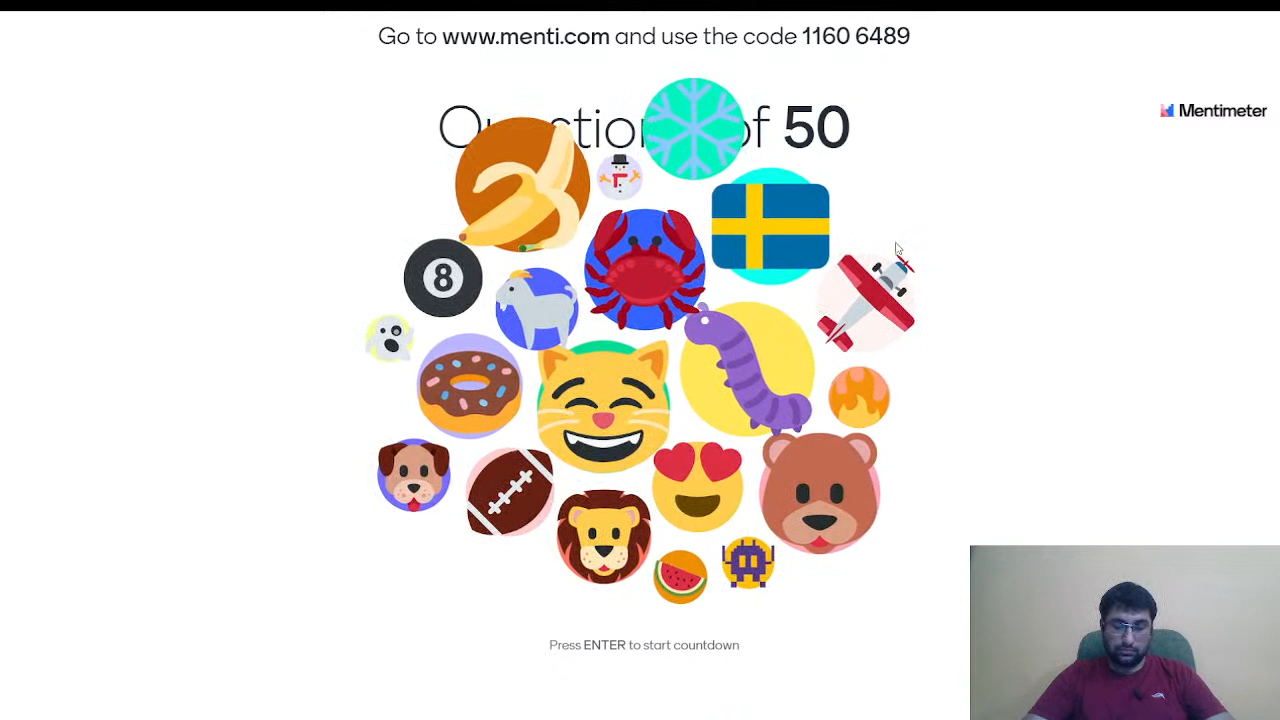 Go to www.menti.com and use the code 1160 6489
Mentimeter
of 50
8
Press ENTER to start countdown